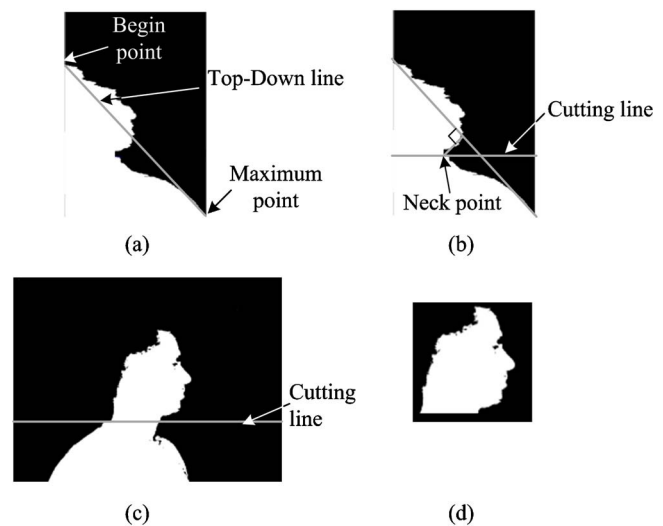 Begin
point
Top-Down line
Maximum
point
(a)
Cutting line
Neck point
(b)
Cutting
line
(c)
(d)